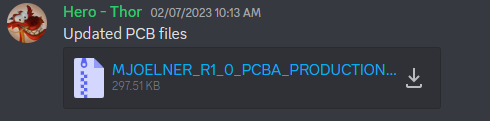 Hero - Thor 02/07/2023 10:13 AM
Updated PCB files
MJOELNER_R1_0_PCBA_PRODUCTION...
297.51 KB